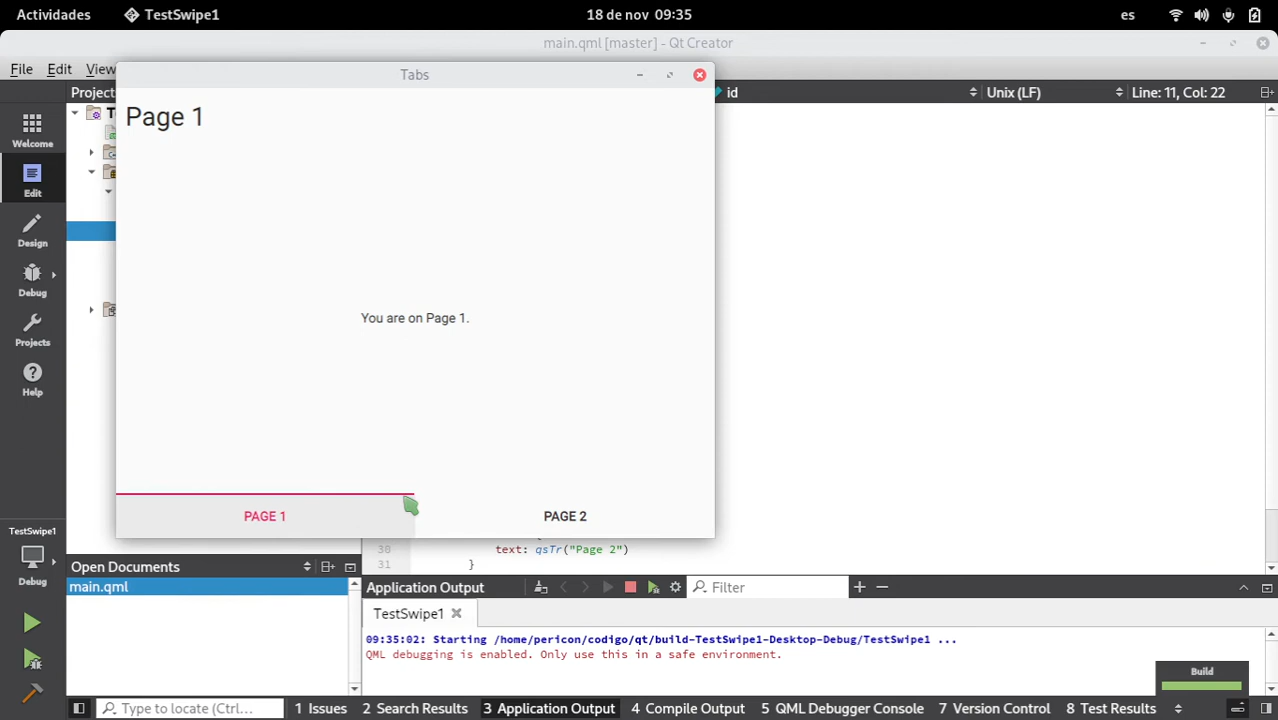 Actividades TestSwipe1 18 de nov 09:35 es
main.qml [master] - Qt Creator
File Edit View
Tabs
id Unix (LF) Line: 11, Col: 22
Page 1
Welcome
Edit
Design
Debug
Projects
Help
You are on Page 1.
PAGE 1 PAGE 2
TestSwipe1
Debug
30 text: qsTr("Page 2")
31 }
Open Documents
main.qml
Application Output Filter
TestSwipe1
09:35:02: Starting /home/pericon/codigo/qt/build-TestSwipe1-Desktop-Debug/TestSwipe1 ...
QML debugging is enabled. Only use this in a safe environment.
Build
Type to locate (Ctrl... 1 Issues 2 Search Results 3 Application Output 4 Compile Output 5 QML Debugger Console 7 Version Control 8 Test Results